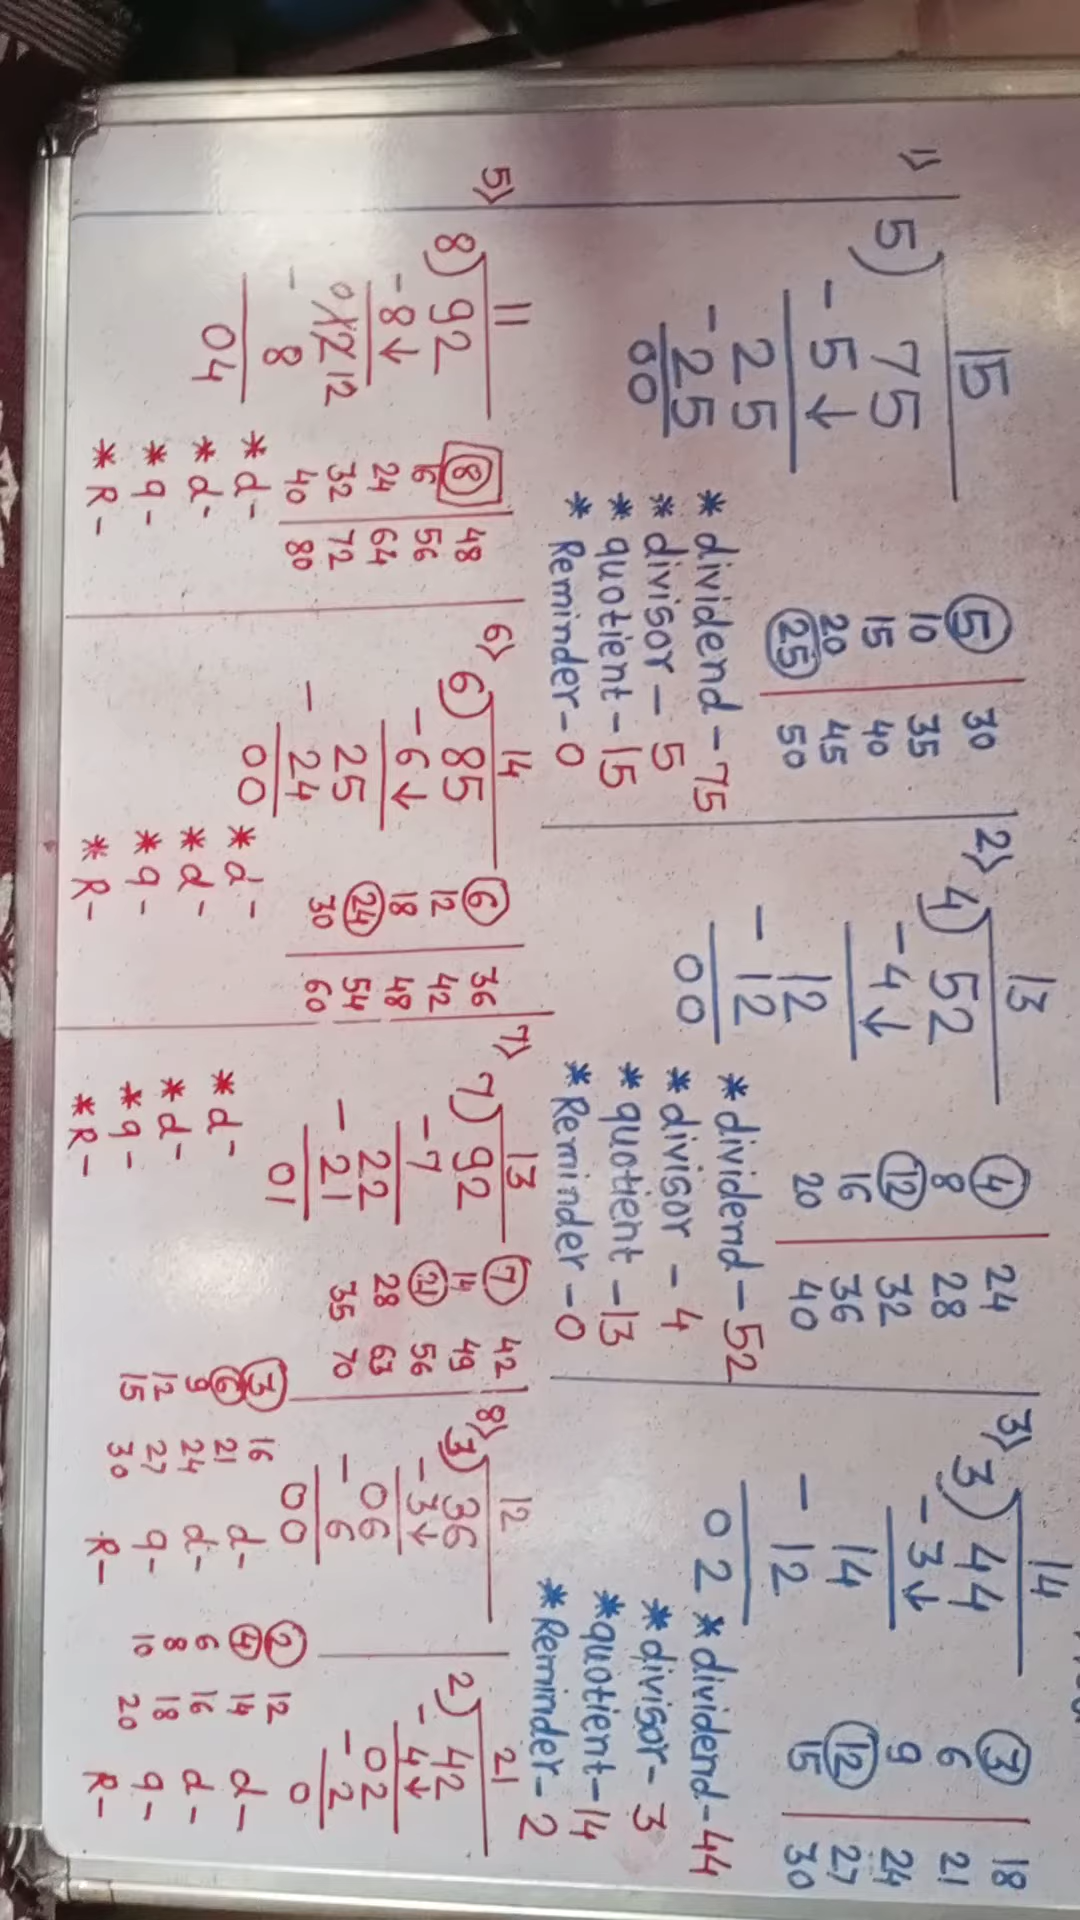 1)
15
5) 75
- 5↓
2 5
- 25
00
5 30
10 35
15 40
20 45
25 50
* dividend - 75
* divisor - 5
* quotient - 15
* Reminder - 0
2)
13
4) 52
- 4↓
12
- 12
00
4 24
8 28
12 32
16 36
20 40
* dividend - 52
* divisor - 4
* quotient - 13
* Reminder - 0
3)
14
3) 44
- 3↓
14
- 12
02
3 18
6 21
9 24
12 27
15 30
* dividend - 44
* divisor - 3
* quotient - 14
* Reminder - 2
5)
11
8) 92
- 8↓
12
- 8
04
8 48
16 56
24 64
32 72
40 80
* d -
* d -
* q -
* R -
6)
14
6) 85
- 6↓
25
- 24
00
6 36
12 42
18 48
24 54
30 60
* d -
* d -
* q -
* R -
7)
13
7) 92
- 7
22
- 21
01
7 42
14 49
21 56
28 63
35 70
* d -
* d -
* q -
* R -
8)
12
3) 36
- 3↓
06
- 6
00
3 16
6 21
9 24
12 27
15 30
d -
d -
q -
R -
21
2) 42
- 4↓
02
- 2
0
2 12
4 14
6 16
8 18
10 20
d -
d -
q -
R -